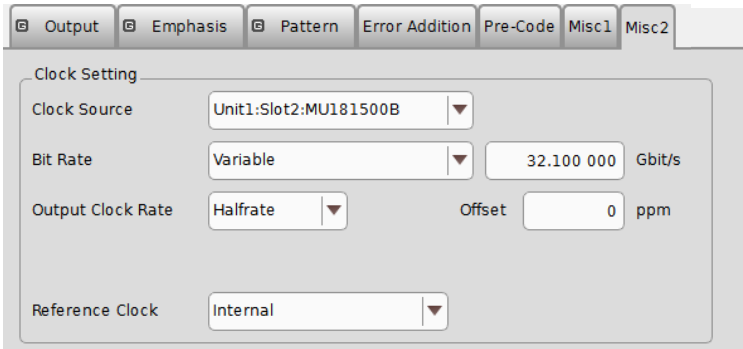 G Output G Emphasis G Pattern Error Addition Pre-Code Misc1 Misc2
Clock Setting
Clock Source Unit1:Slot2:MU181500B
Bit Rate Variable 32.100 000 Gbit/s
Output Clock Rate Halfrate Offset 0 ppm
Reference Clock Internal